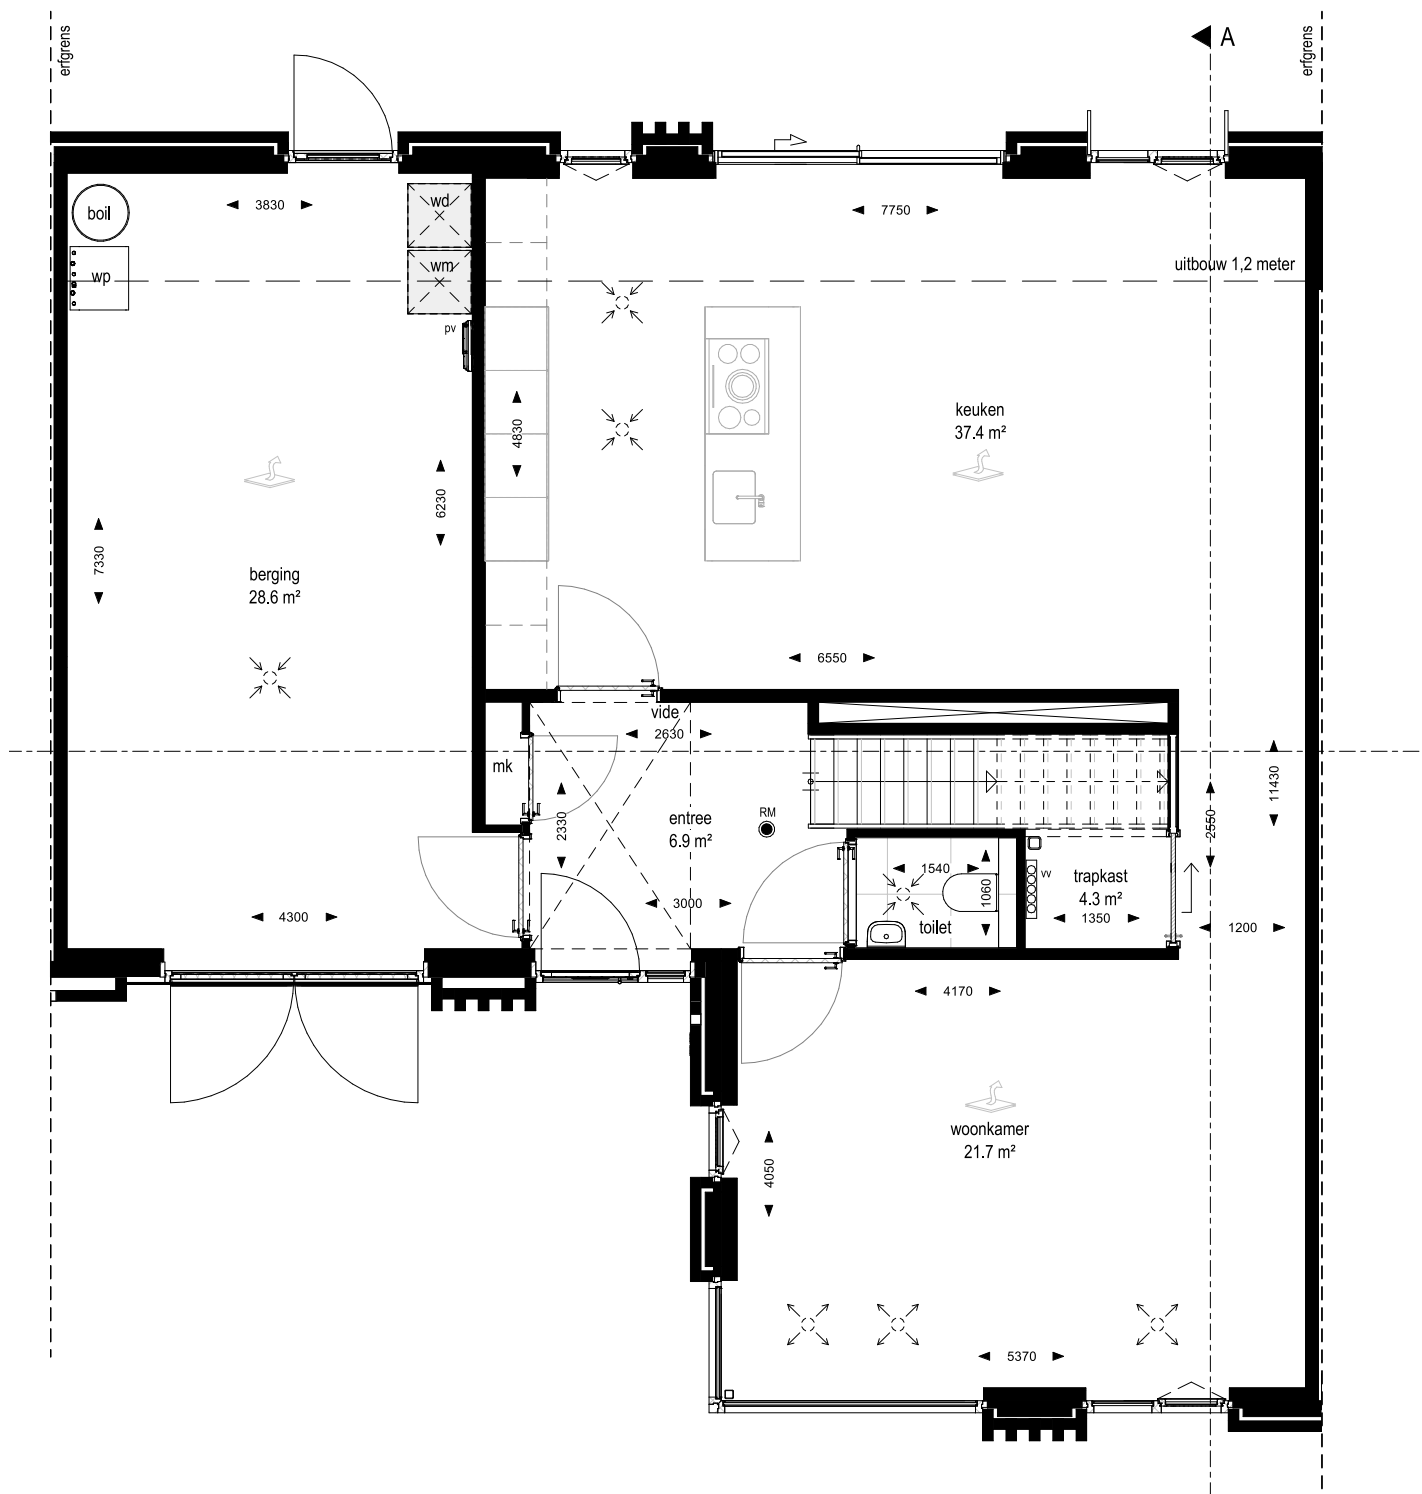 erfgrens
erfgrens
A
boil
3830
wd
7750
wp
wm
uitbouw 1,2 meter
pv
keuken
37.4 m²
4830
6230
7330
berging
28.6 m²
6550
vide
2630
mk
11430
2330
entree
6.9 m²
RM
2550
1540
1060
vv
trapkast
4.3 m²
3000
1350
4300
toilet
1200
4170
woonkamer
21.7 m²
4050
5370